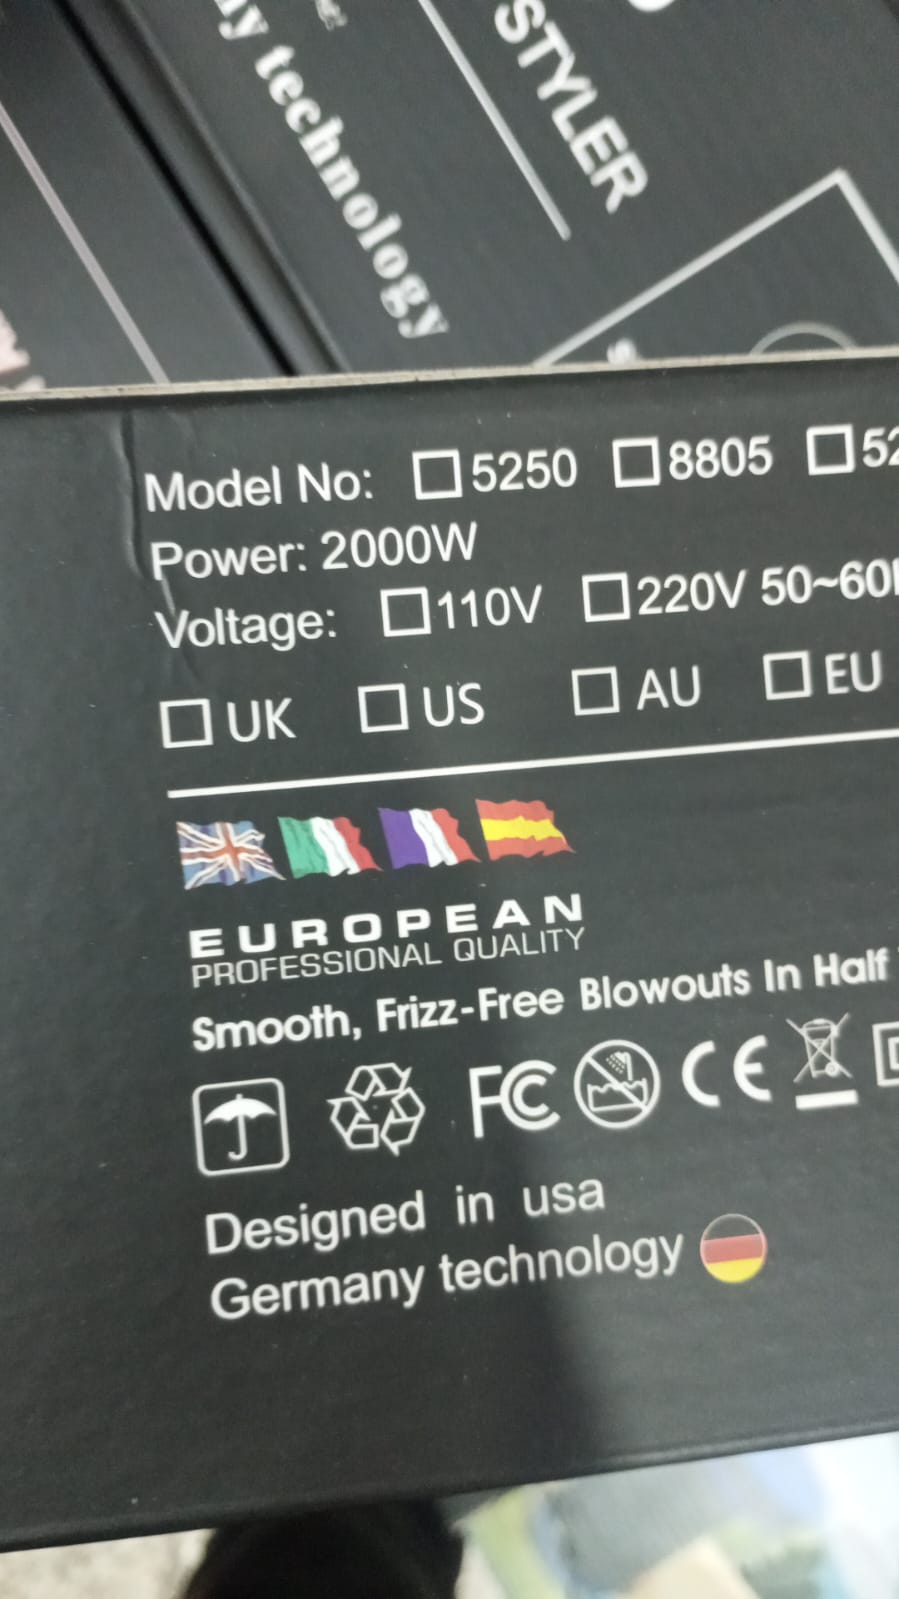 technology
STYLER
Model No: ☐5250 ☐8805 ☐52
Power: 2000W
Voltage: ☐110V ☐220V 50~60
☐ UK ☐ US ☐ AU ☐ EU
EUROPEAN
PROFESSIONAL QUALITY
Smooth, Frizz-Free Blowouts In Half
FC CE
Designed in usa
Germany technology